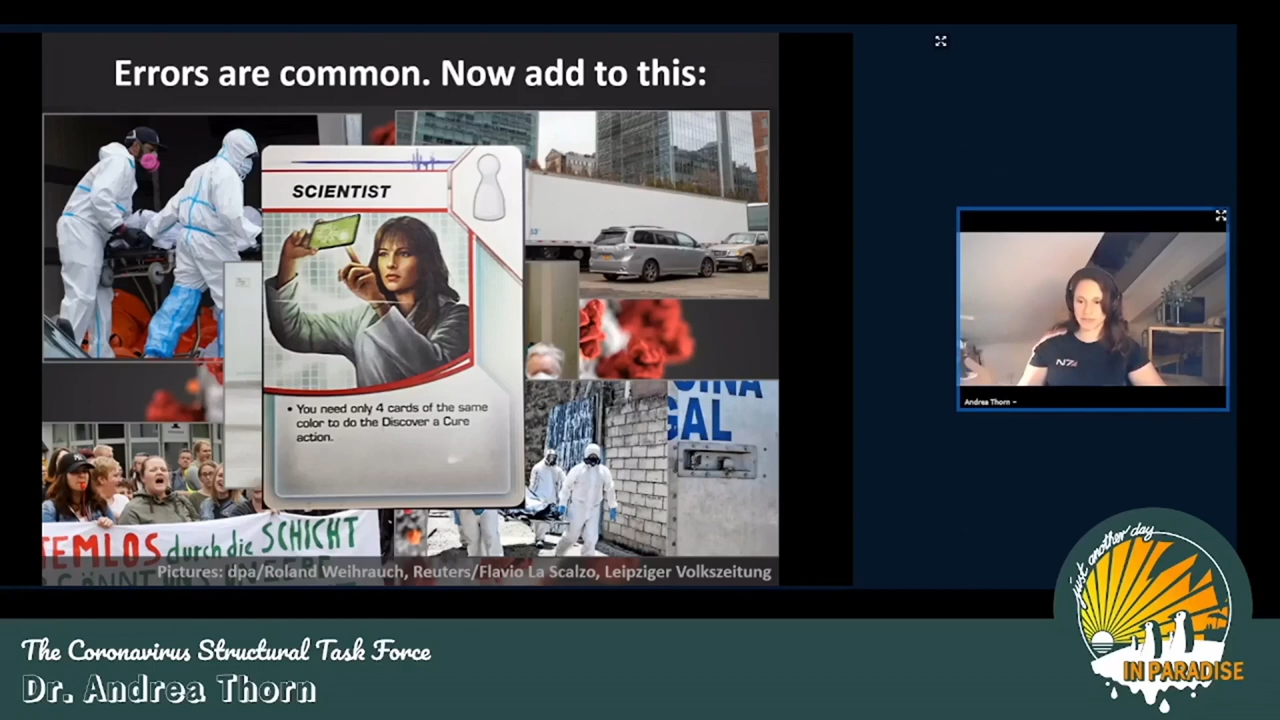 Errors are common. Now add to this:
SCIENTIST
• You need only 4 cards of the same
color to do the Discover a Cure
action.
GAL
TEMLOS durch die SCHICHT
Pictures: dpa/Roland Weihrauch, Reuters/Flavio La Scalzo, Leipziger Volkszeitung
N7
Andrea Thorn
The Coronavirus Structural Task Force
Dr. Andrea Thorn
just another day
IN PARADISE